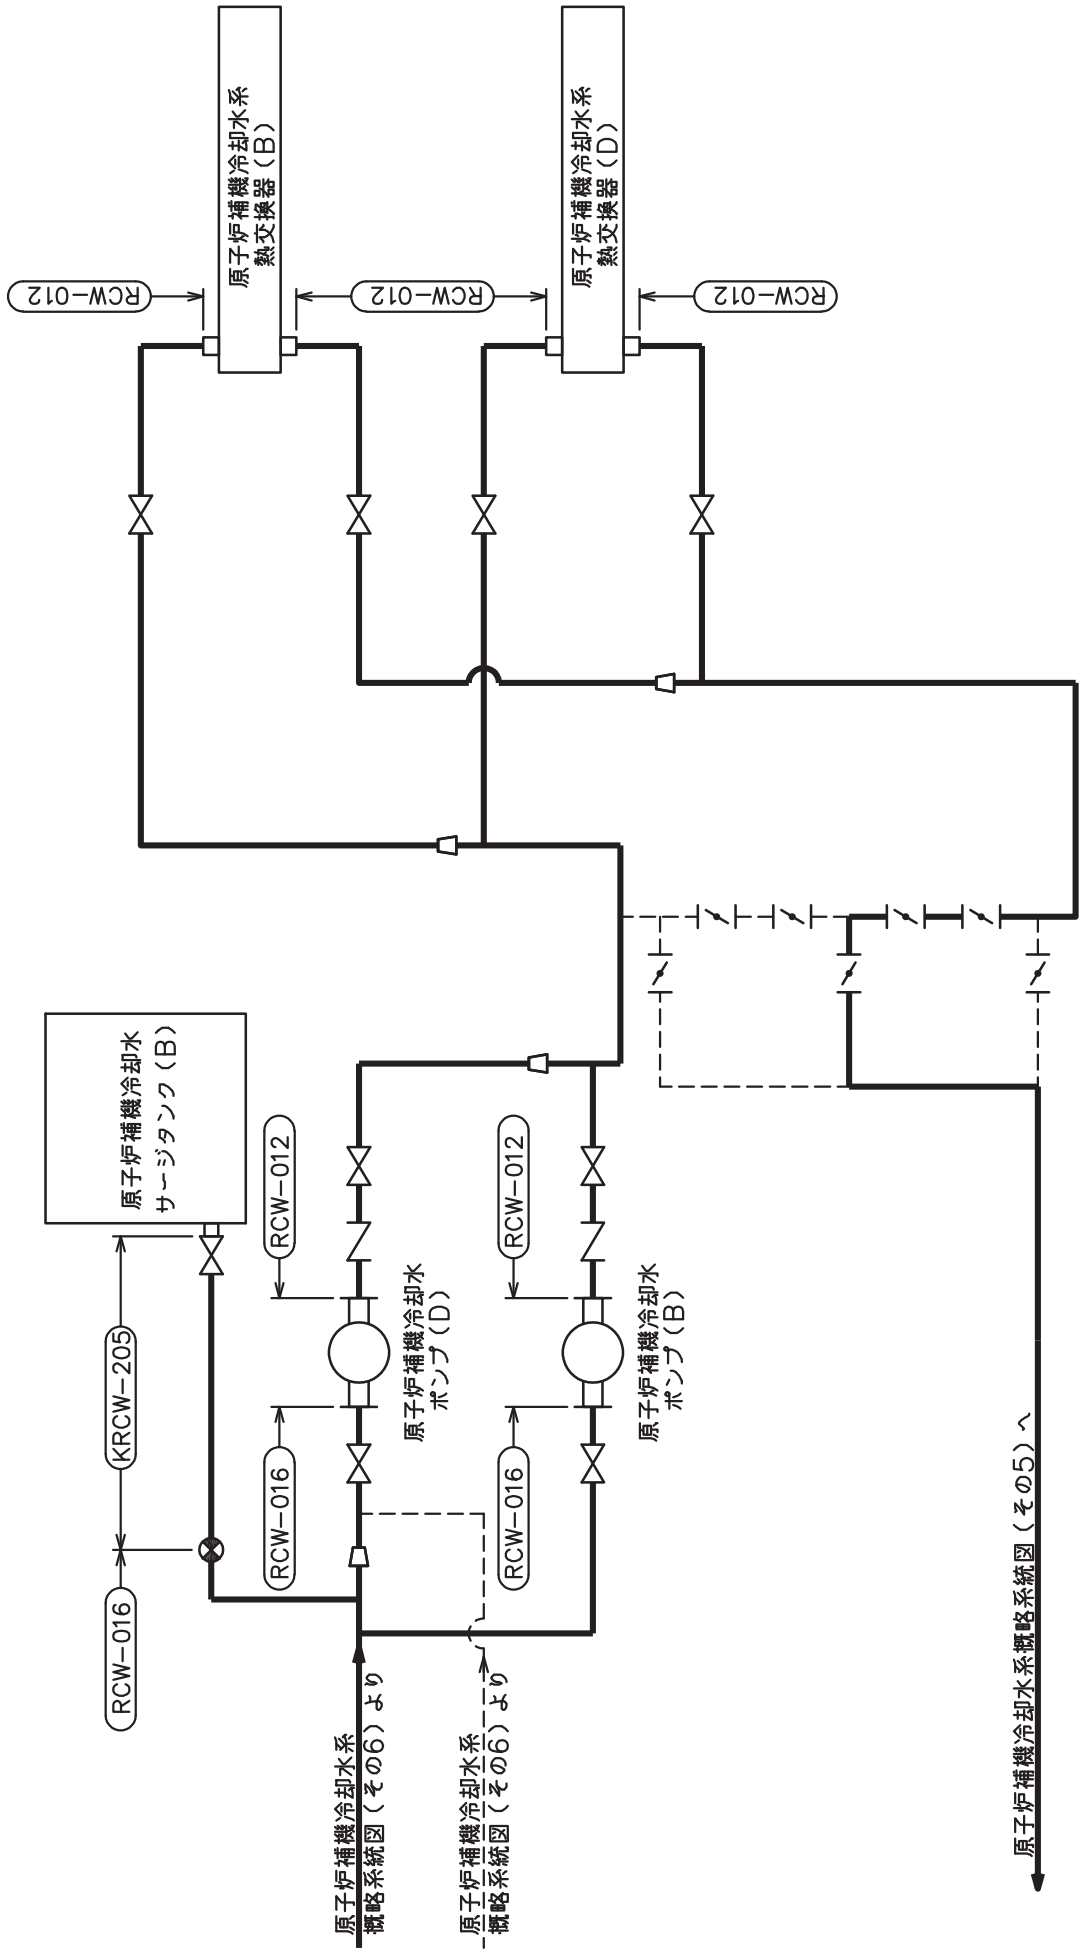 原子炉補機冷却水系
熱交換器(B)
原子炉補機冷却水系
熱交換器(D)
RCW-012
RCW-012
RCW-012
原子炉補機冷却水
サージタンク(B)
KRCW-205
RCW-016
RCW-012
RCW-016
原子炉補機冷却水
ポンプ(D)
RCW-012
RCW-016
原子炉補機冷却水
ポンプ(B)
原子炉補機冷却水系
概略系統図(その6)より
原子炉補機冷却水系
概略系統図(その6)より
原子炉補機冷却水系概略系統図(その5)へ